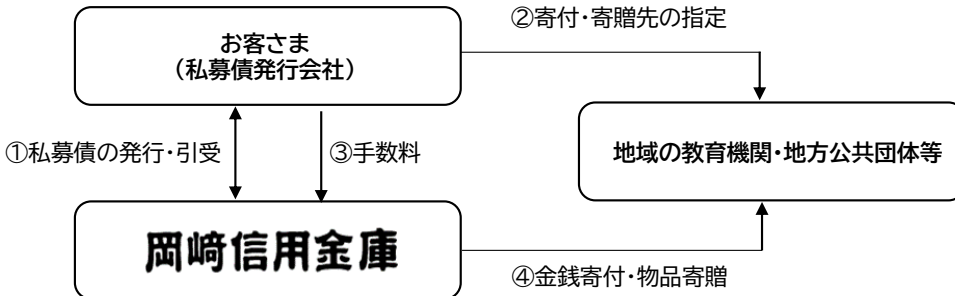 ②寄付・寄贈先の指定
お客さま
（私募債発行会社）
①私募債の発行・引受
③手数料
地域の教育機関・地方公共団体等
岡崎信用金庫
④金銭寄付・物品寄贈